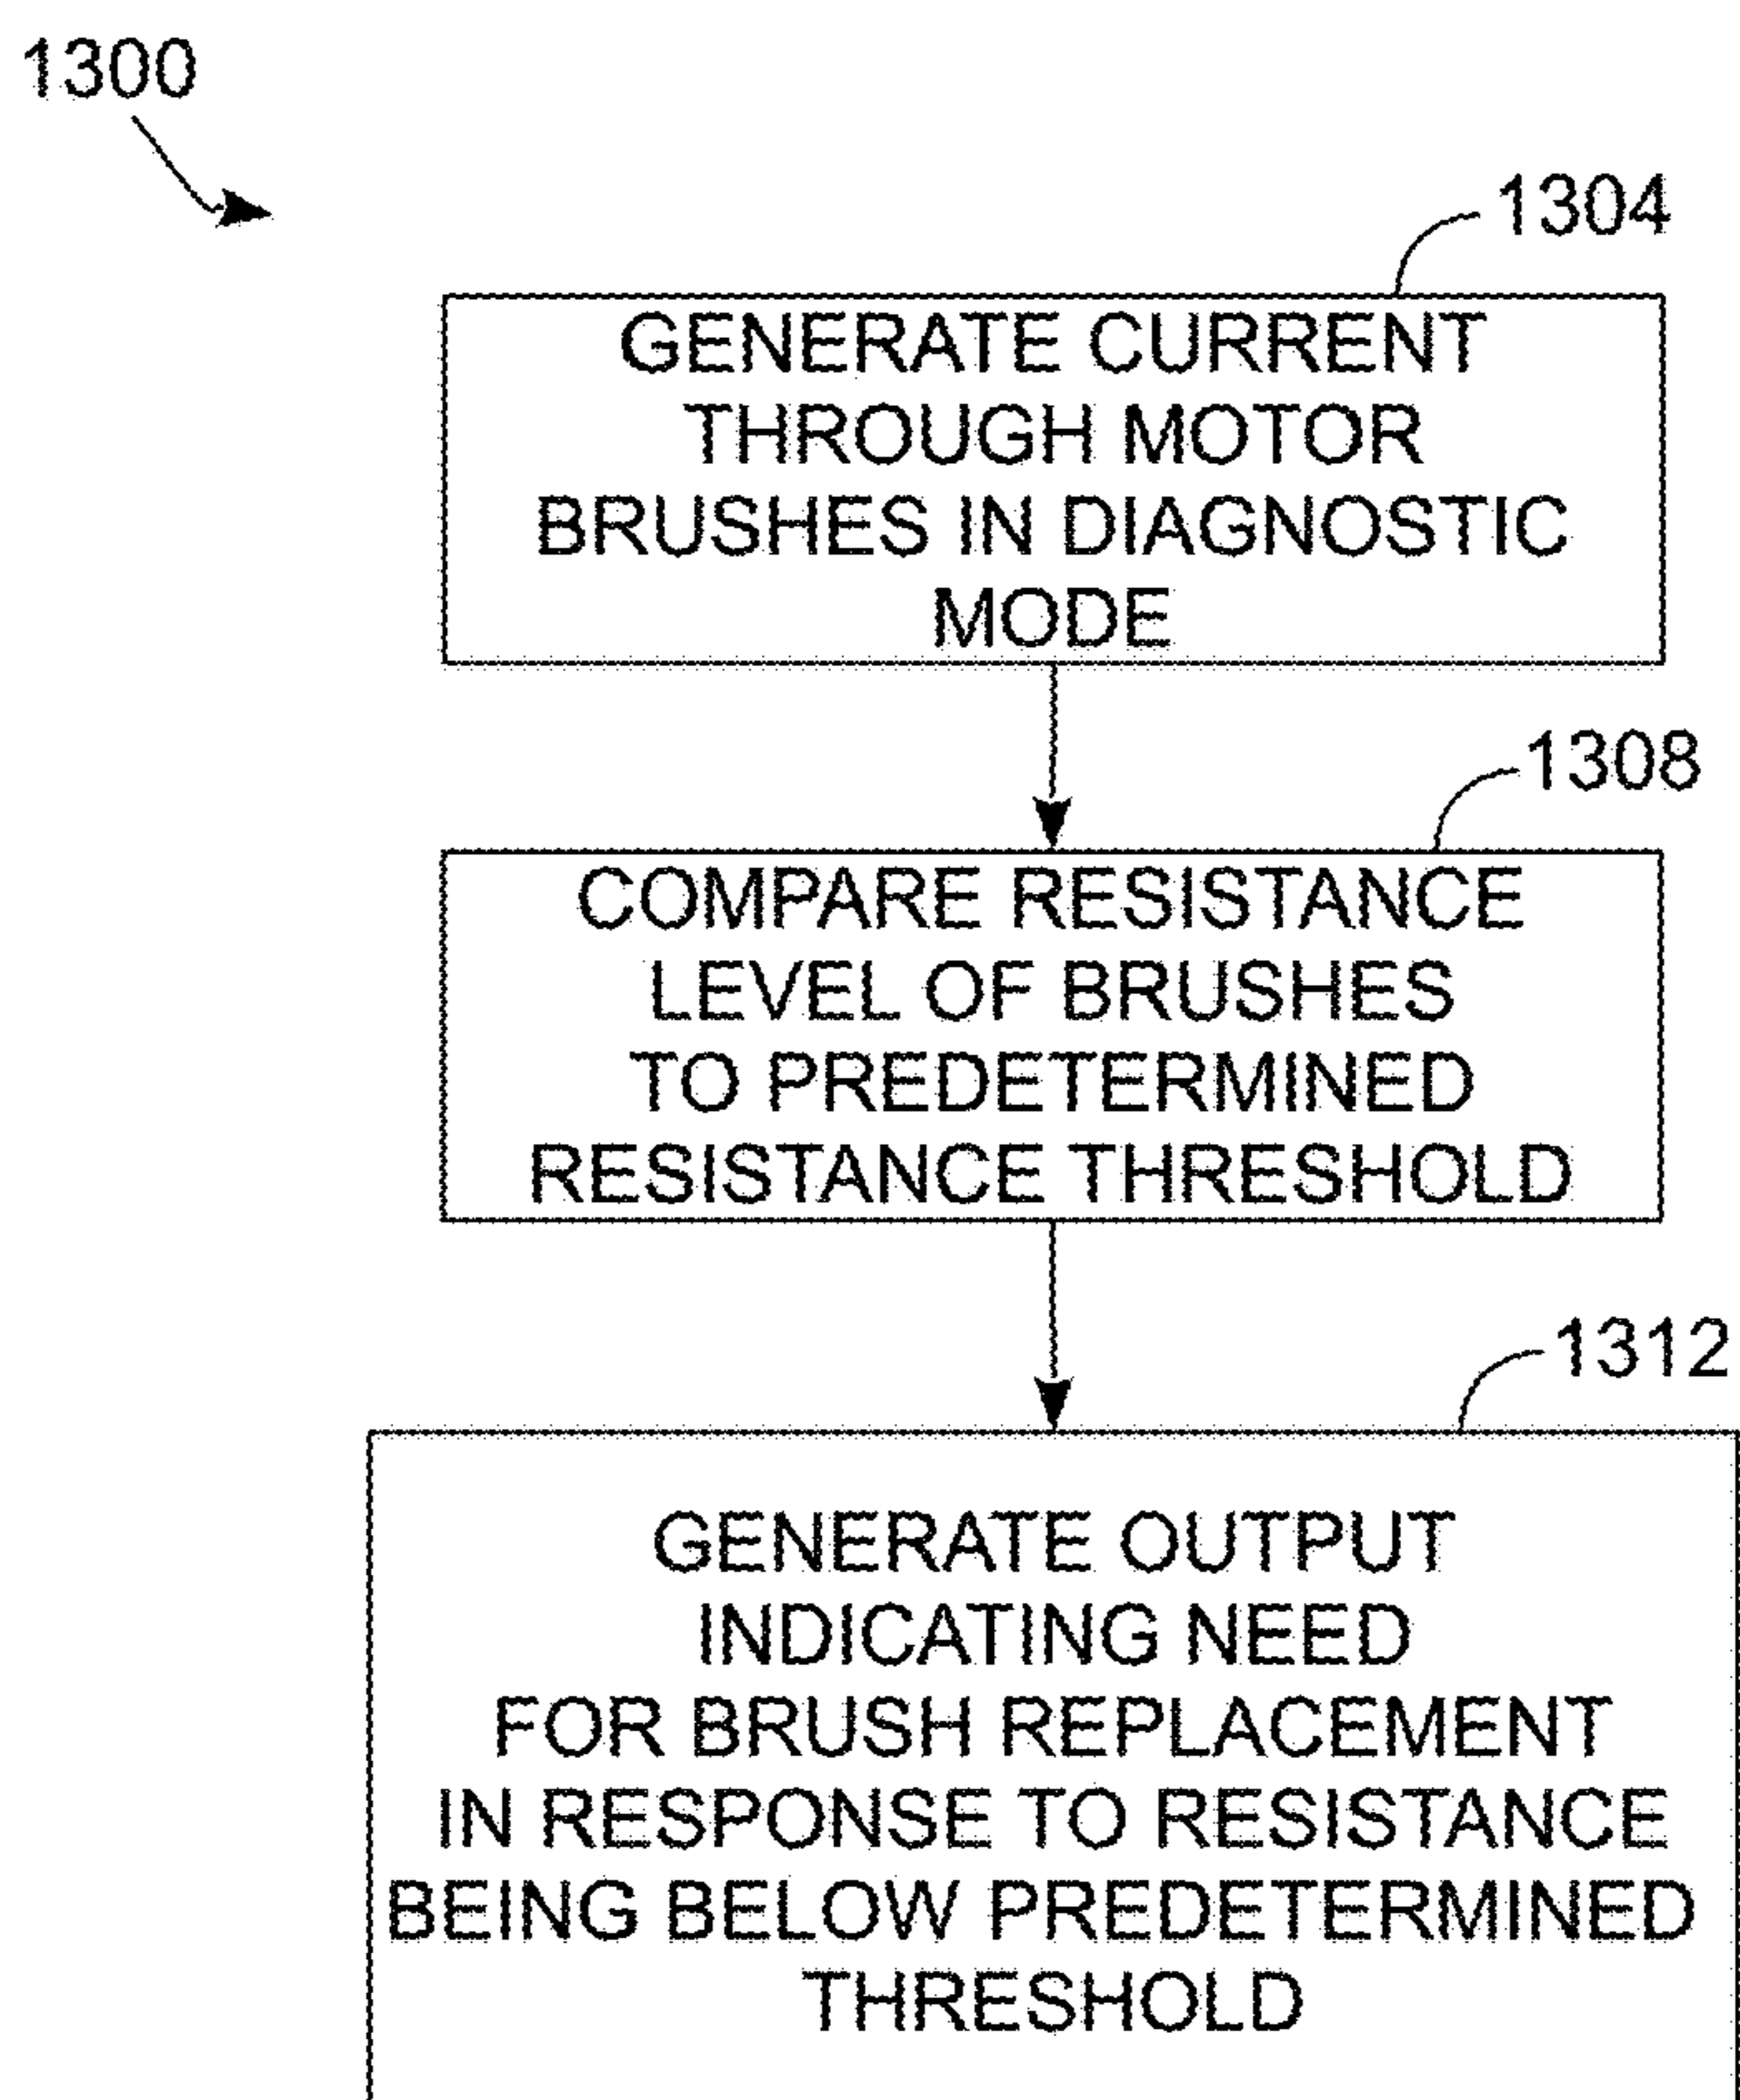 1300
1304
GENERATE CURRENT
THROUGH MOTOR
BRUSHES IN DIAGNOSTIC
MODE
1308
COMPARE RESISTANCE
LEVEL OF BRUSHES
TO PREDETERMINED
RESISTANCE THRESHOLD
1312
GENERATE OUTPUT
INDICATING NEED
FOR BRUSH REPLACEMENT
IN RESPONSE TO RESISTANCE
BEING BELOW PREDETERMINED
THRESHOLD